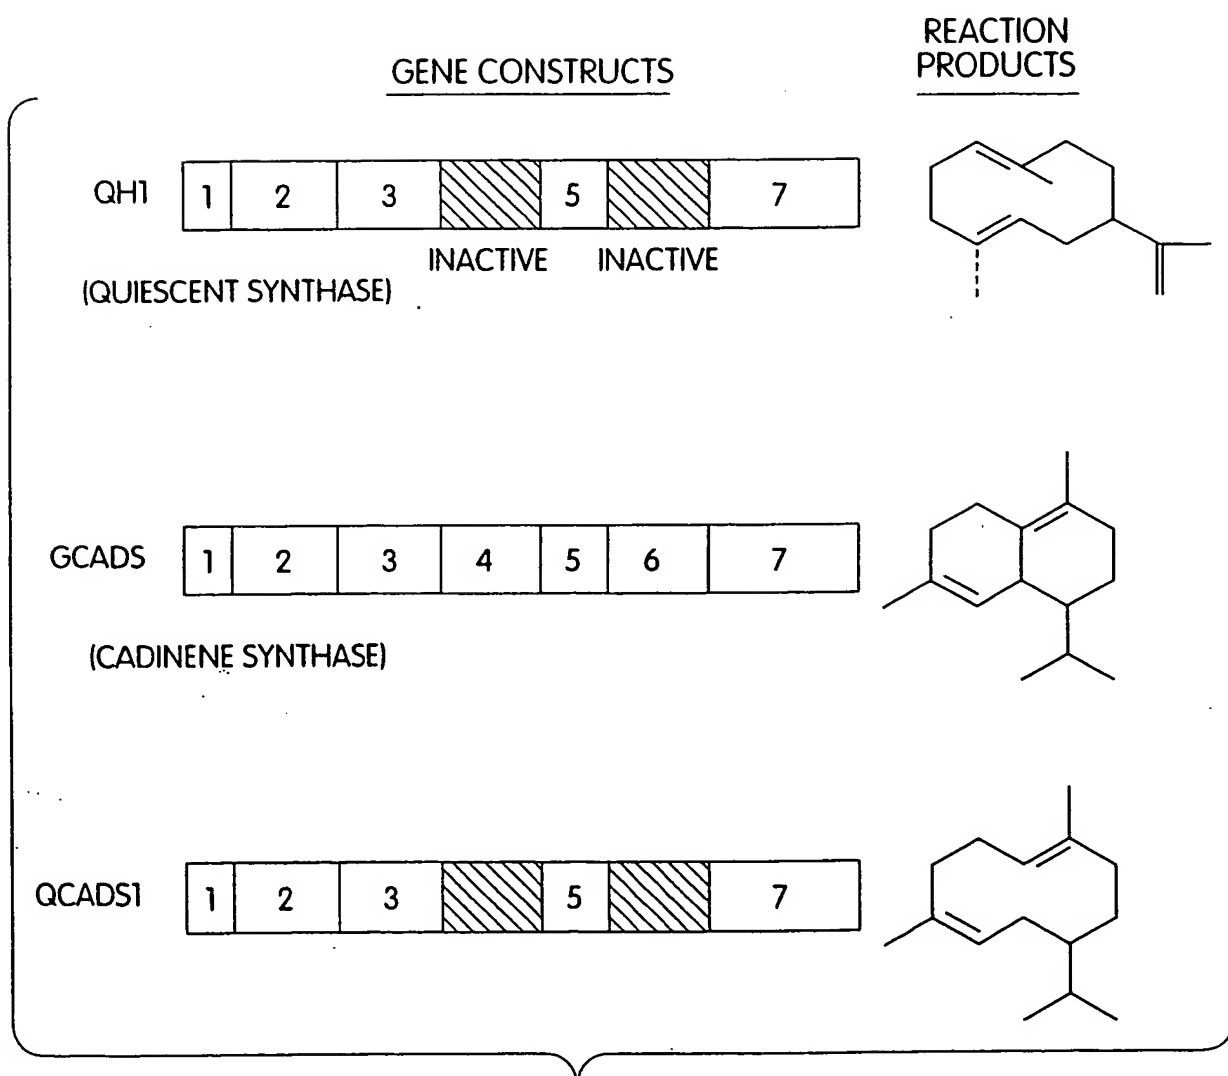 GENE CONSTRUCTS
REACTION
PRODUCTS
QH1
1 2 3 5 7
INACTIVE INACTIVE
(QUIESCENT SYNTHASE)
GCADS
1 2 3 4 5 6 7
(CADINENE SYNTHASE)
QCADS1
1 2 3 5 7